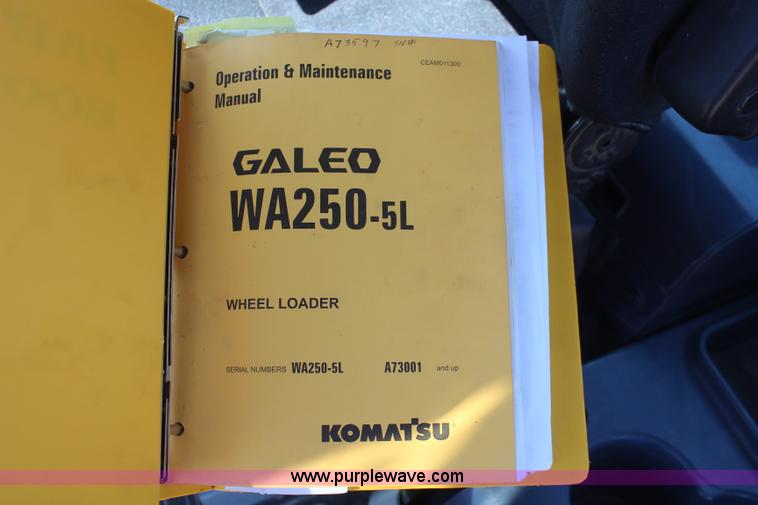 A73597 SN#
CEAM011300
Operation & Maintenance
Manual
GALEO
WA250-5L
WHEEL LOADER
SERIAL NUMBERS WA250-5L A73001 and up
KOMATSU
www.purplewave.com